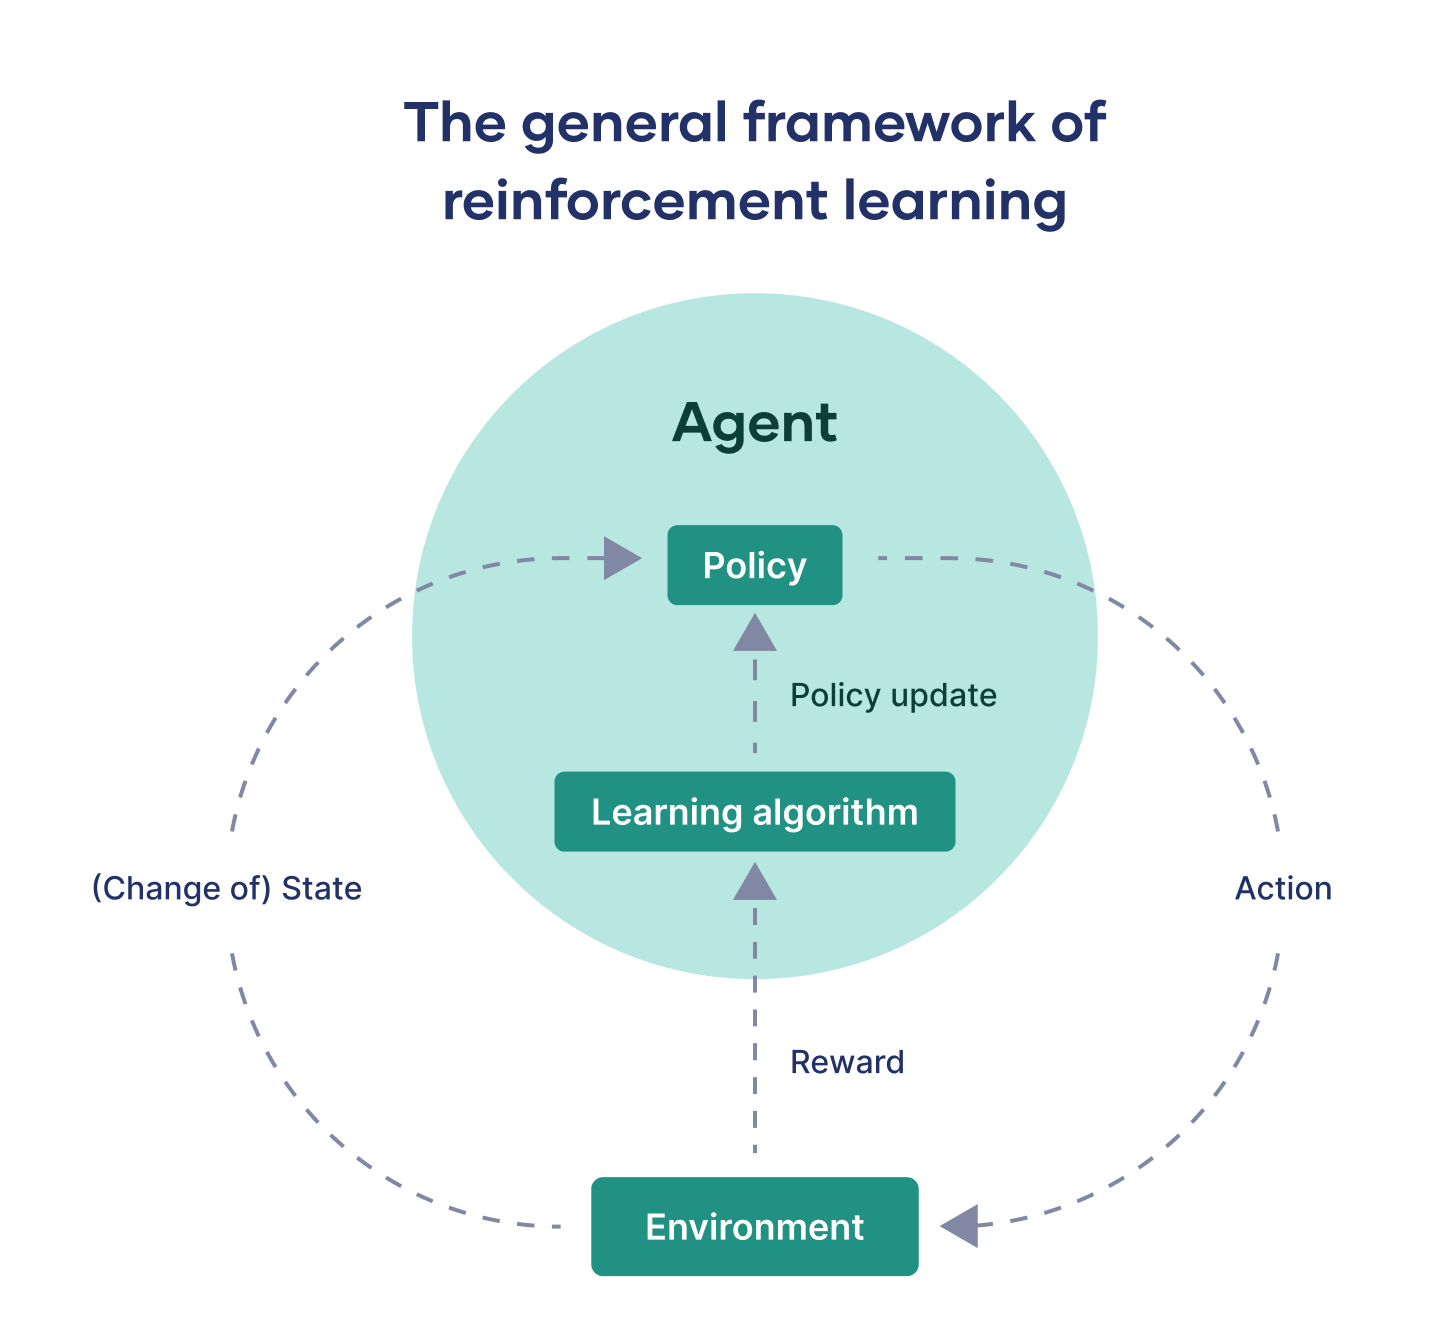 The general framework of
reinforcement learning
Agent
Policy
Policy update
Learning algorithm
(Change of) State
Action
Reward
Environment